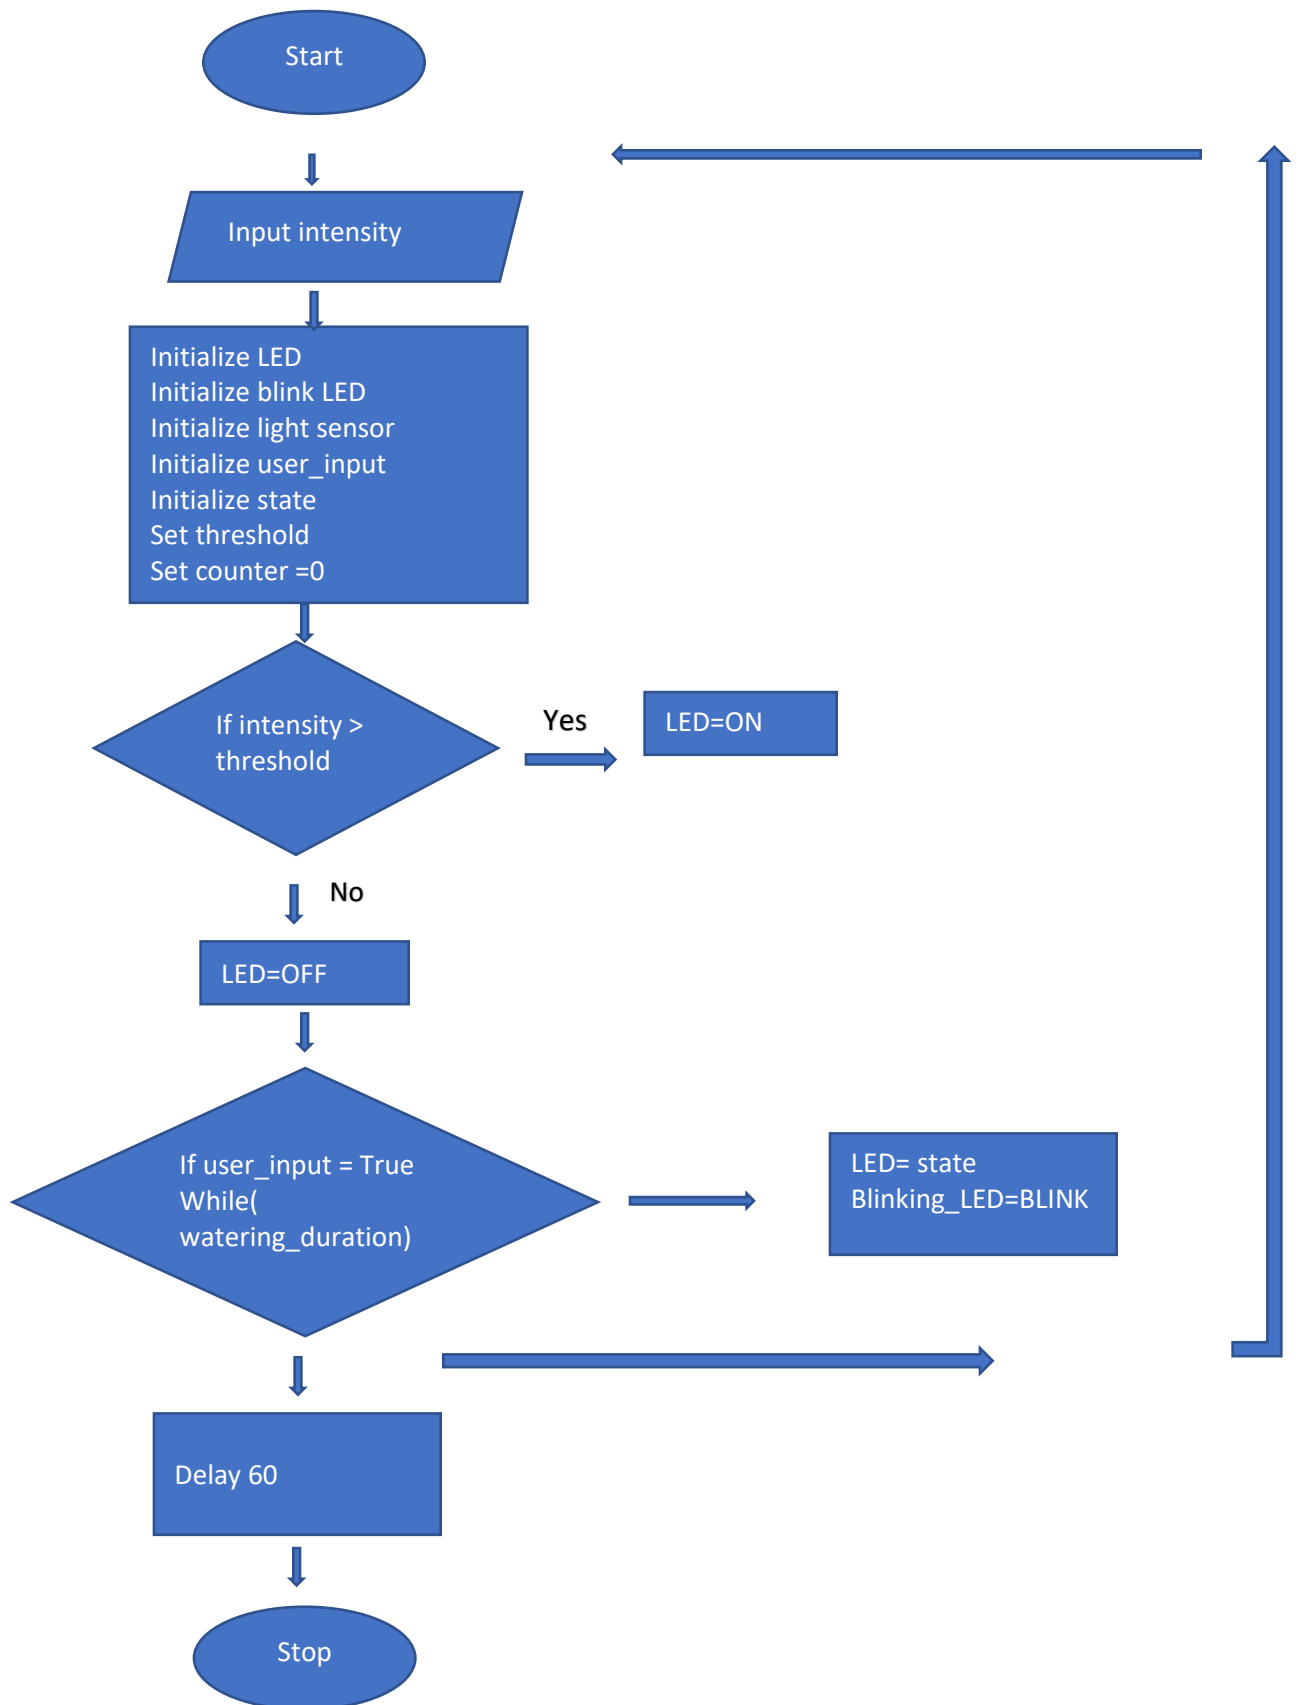 Start
Input intensity
Initialize LED
Initialize blink LED
Initialize light sensor
Initialize user_input
Initialize state
Set threshold
Set counter =0
If intensity >
threshold
Yes
LED=ON
No
LED=OFF
If user_input = True
While(
watering_duration)
LED= state
Blinking_LED=BLINK
Delay 60
Stop